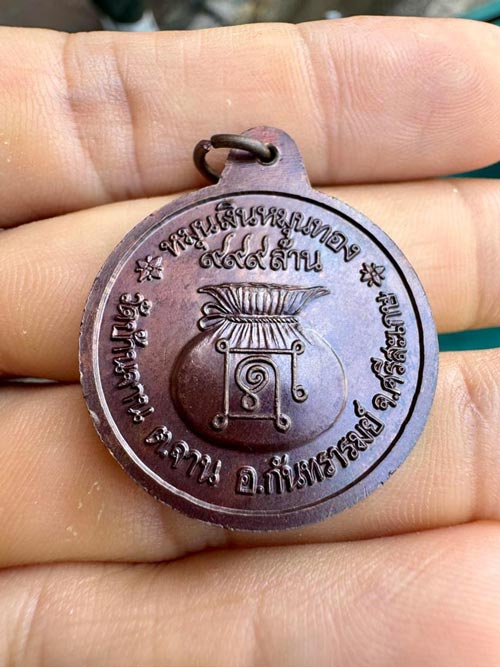 หมุนเงินหมุนทอง
๙๙๙ล้าน
วัดบ้านจาน ต.จาน อ.กันทรารมย์ จ.ศรีสะเกษ